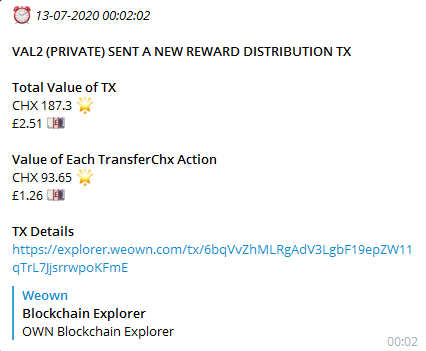 13-07-2020 00:02:02
VAL2 (PRIVATE) SENT A NEW REWARD DISTRIBUTION TX
Total Value of TX
CHX 187.3
£2.51
Value of Each TransferChx Action
CHX 93.65
£1.26
TX Details
https://explorer.weown.com/tx/6bqVvZhMLRgAdV3LgbF19epZW11
qTrL7JjsrrwpoKFmE
Weown
Blockchain Explorer
OWN Blockchain Explorer
00:02